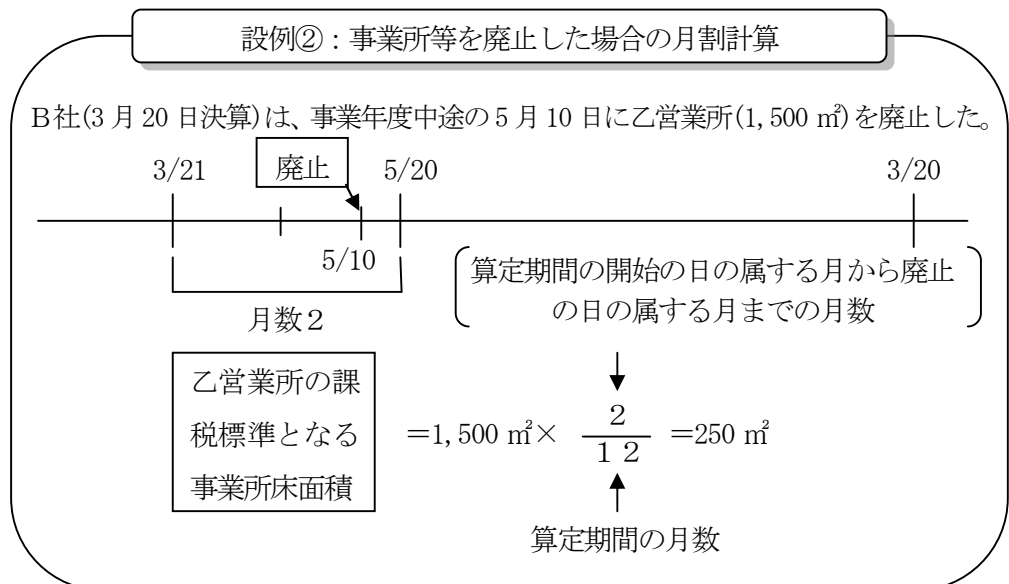 設例②：事業所等を廃止した場合の月割計算
B社(3月20日決算)は、事業年度中途の5月10日に乙営業所(1,500㎡)を廃止した。
3/21 廃止 5/20 3/20
5/10
月数2
算定期間の開始の日の属する月から廃止
の日の属する月までの月数
乙営業所の課
税標準となる
事業所床面積
=1,500㎡× 2/12 =250㎡
算定期間の月数